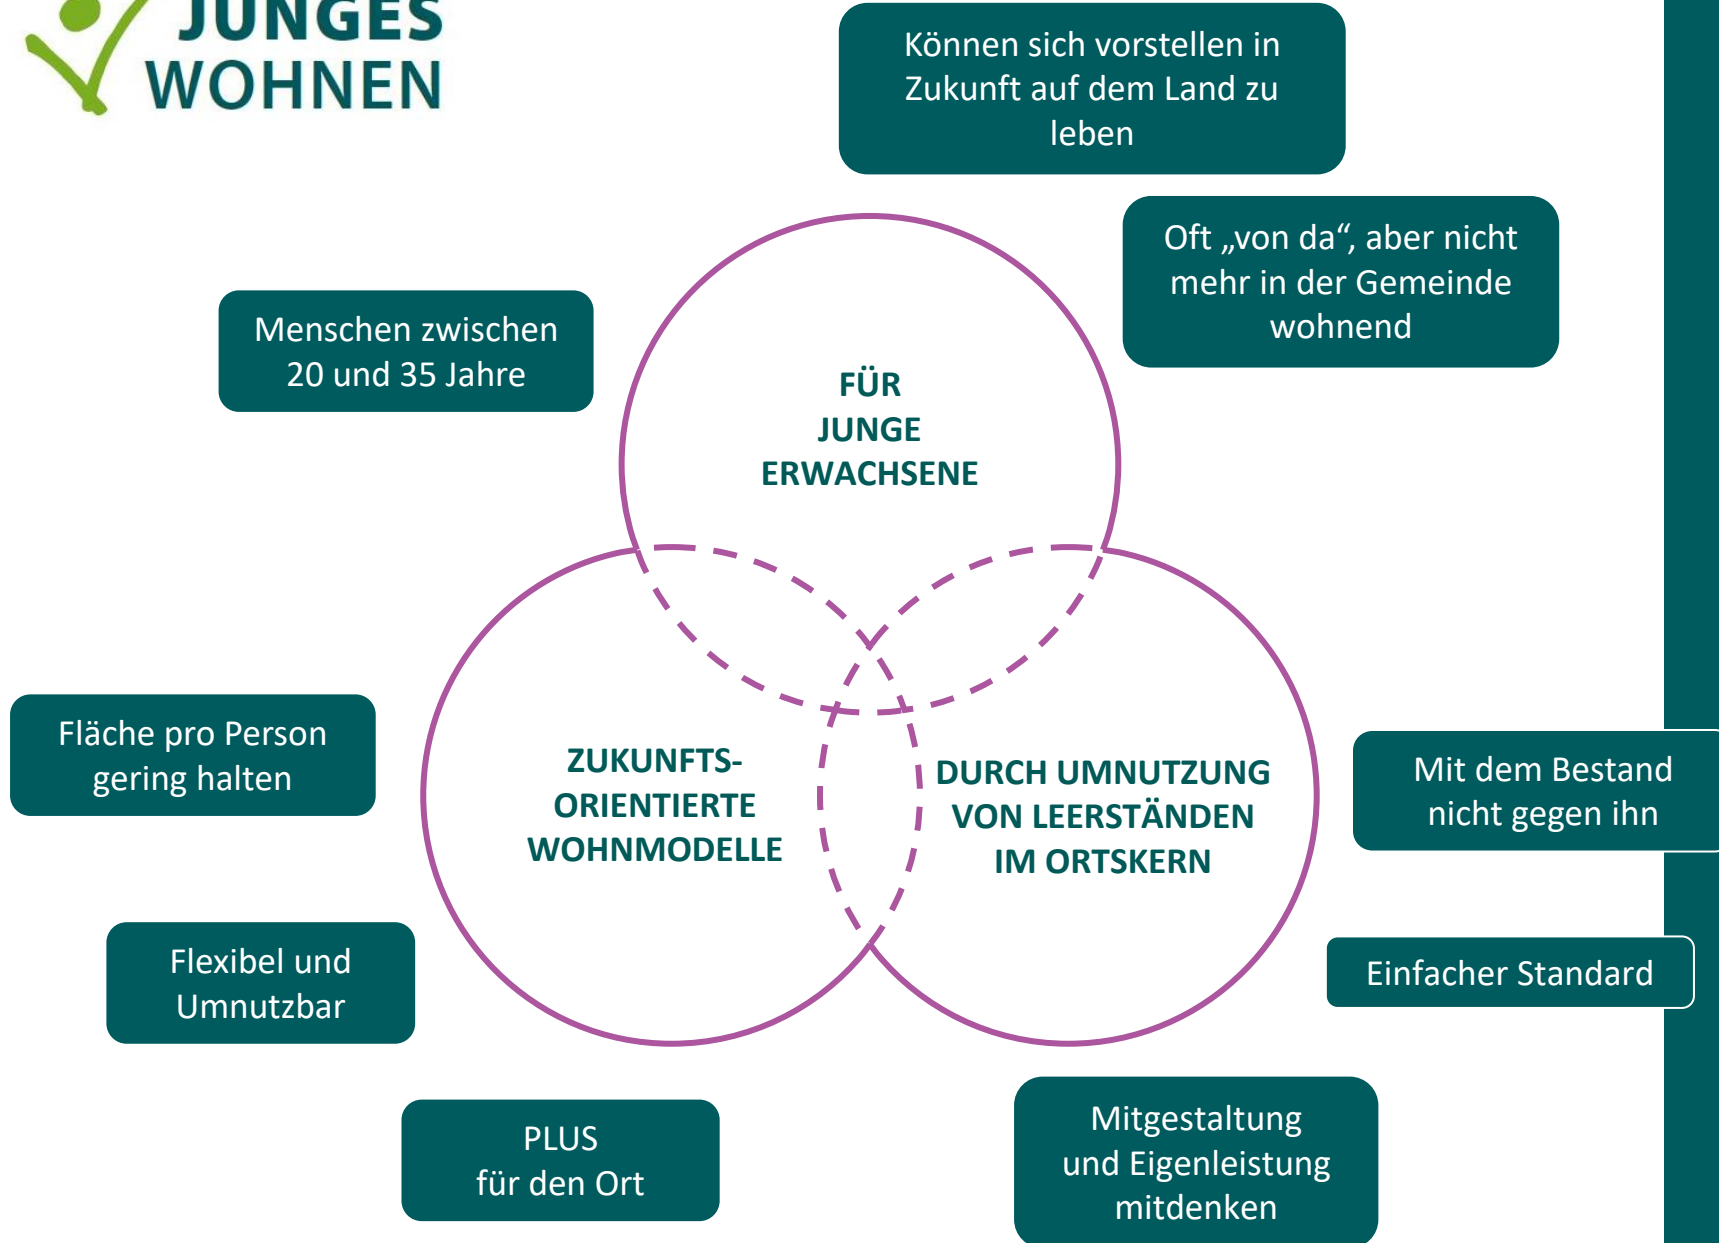 JUNGES
WOHNEN
Können sich vorstellen in
Zukunft auf dem Land zu
leben
Oft „von da“, aber nicht
mehr in der Gemeinde
wohnend
Menschen zwischen
20 und 35 Jahre
FÜR
JUNGE
ERWACHSENE
Fläche pro Person
gering halten
ZUKUNFTS-
ORIENTIERTE
WOHNMODELLE
DURCH UMNUTZUNG
VON LEERSTÄNDEN
IM ORTSKERN
Mit dem Bestand
nicht gegen ihn
Flexibel und
Umnutzbar
Einfacher Standard
PLUS
für den Ort
Mitgestaltung
und Eigenleistung
mitdenken